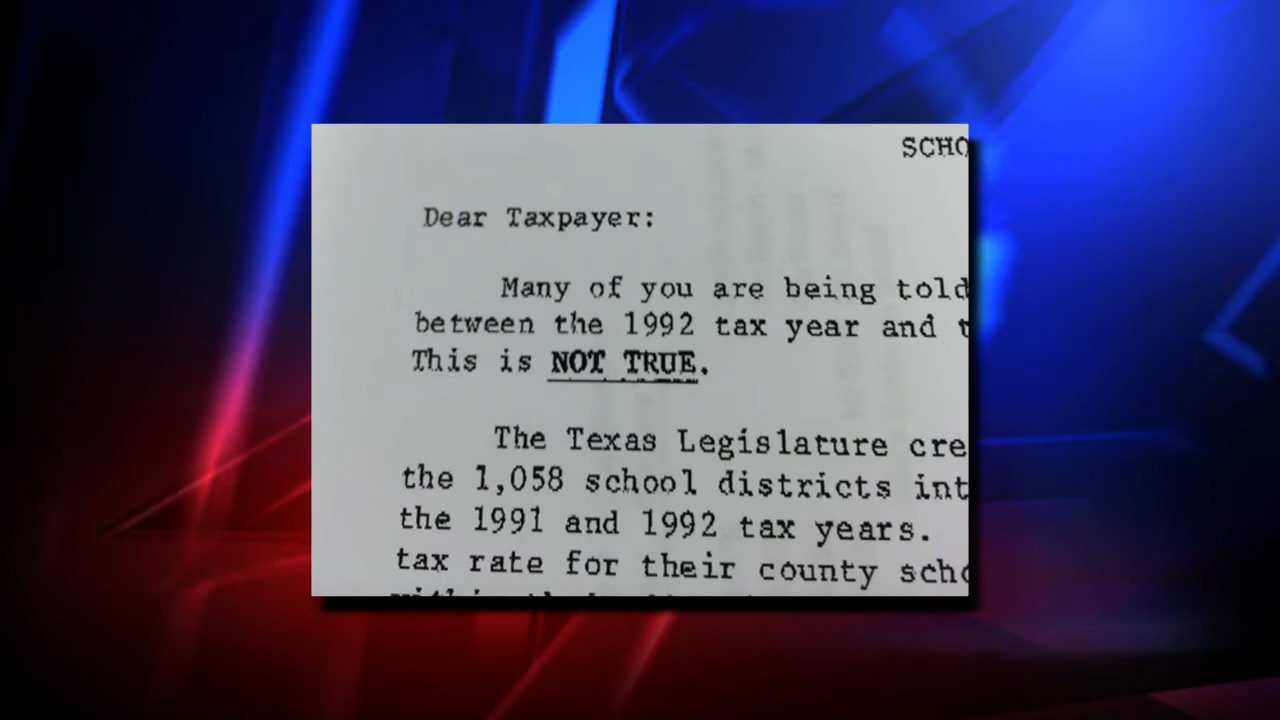 SCHO
Dear Taxpayer:
Many of you are being told
between the 1992 tax year and t
This is NOT TRUE.
The Texas Legislature cre
the 1,058 school districts int
the 1991 and 1992 tax years.
tax rate for their county scho